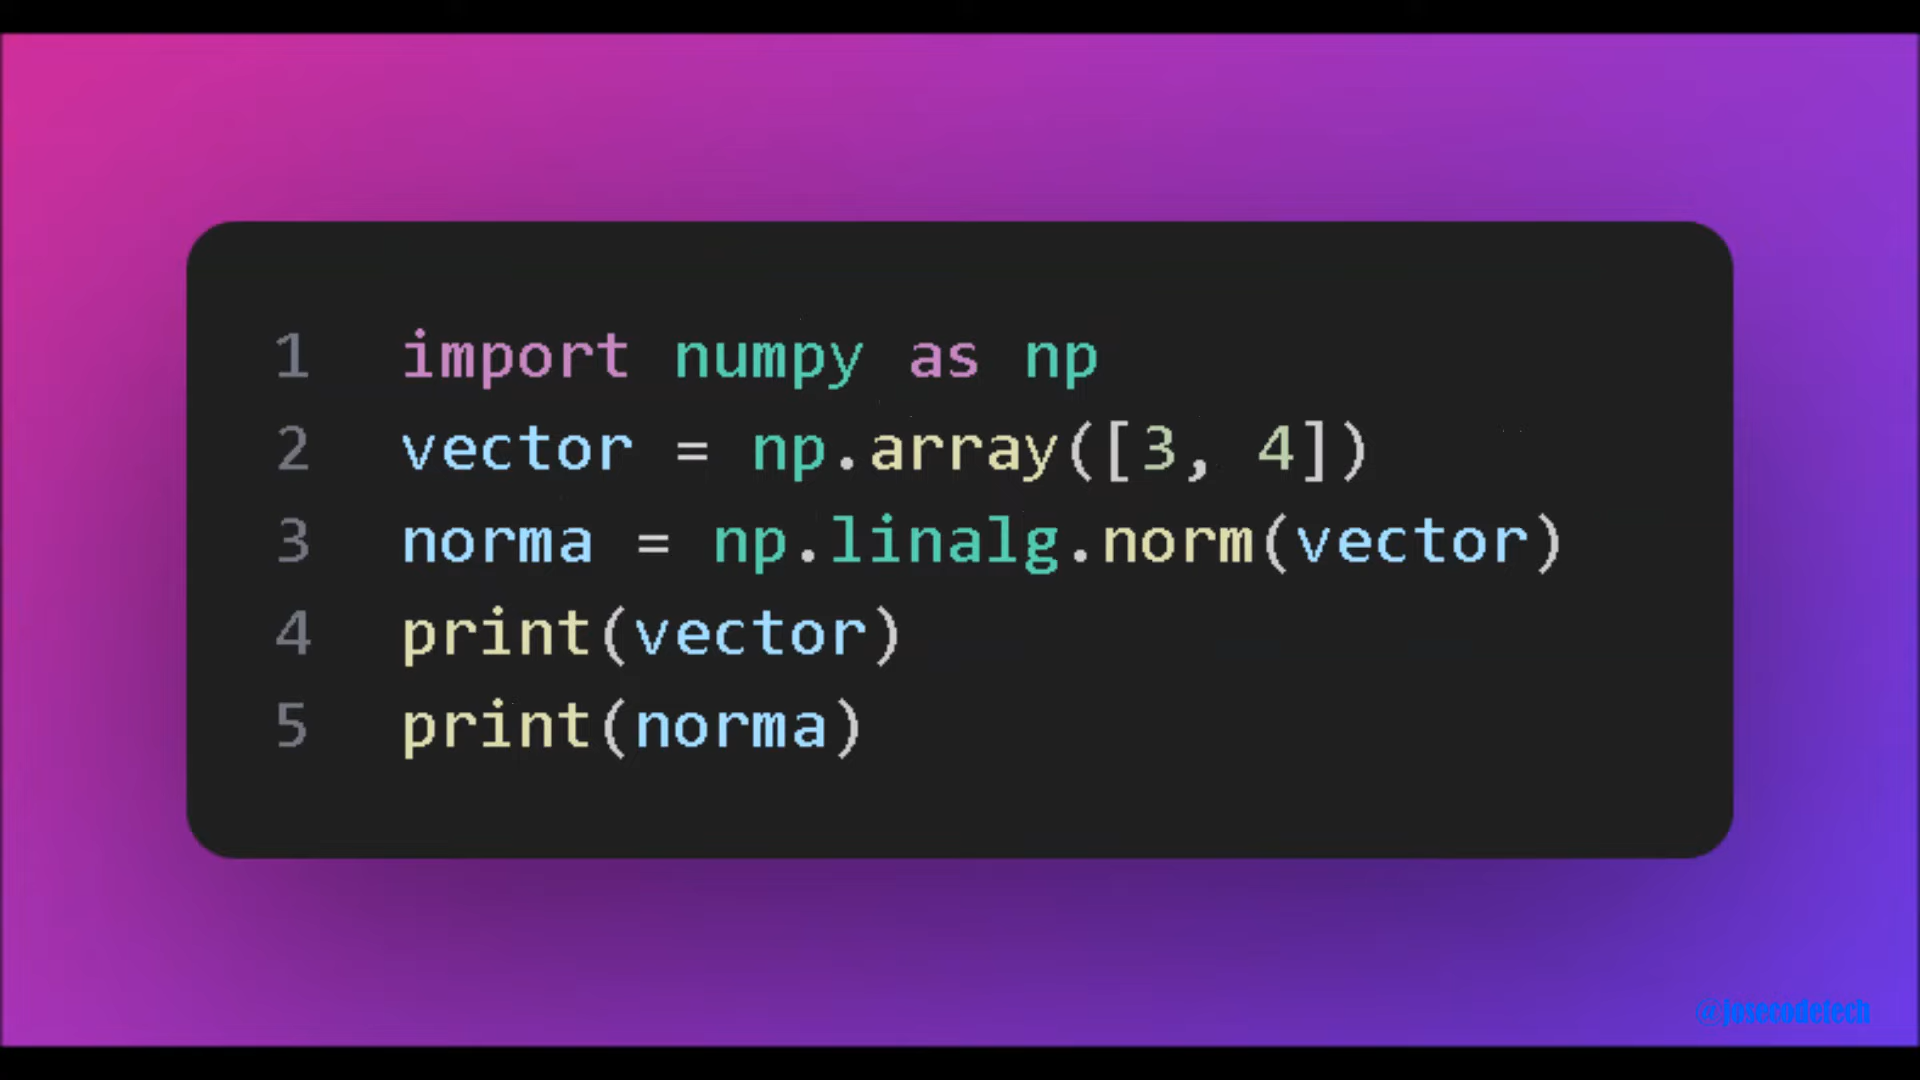 1 import numpy as np
2 vector = np.array([3, 4])
3 norma = np.linalg.norm(vector)
4 print(vector)
5 print(norma)
@josecodetech